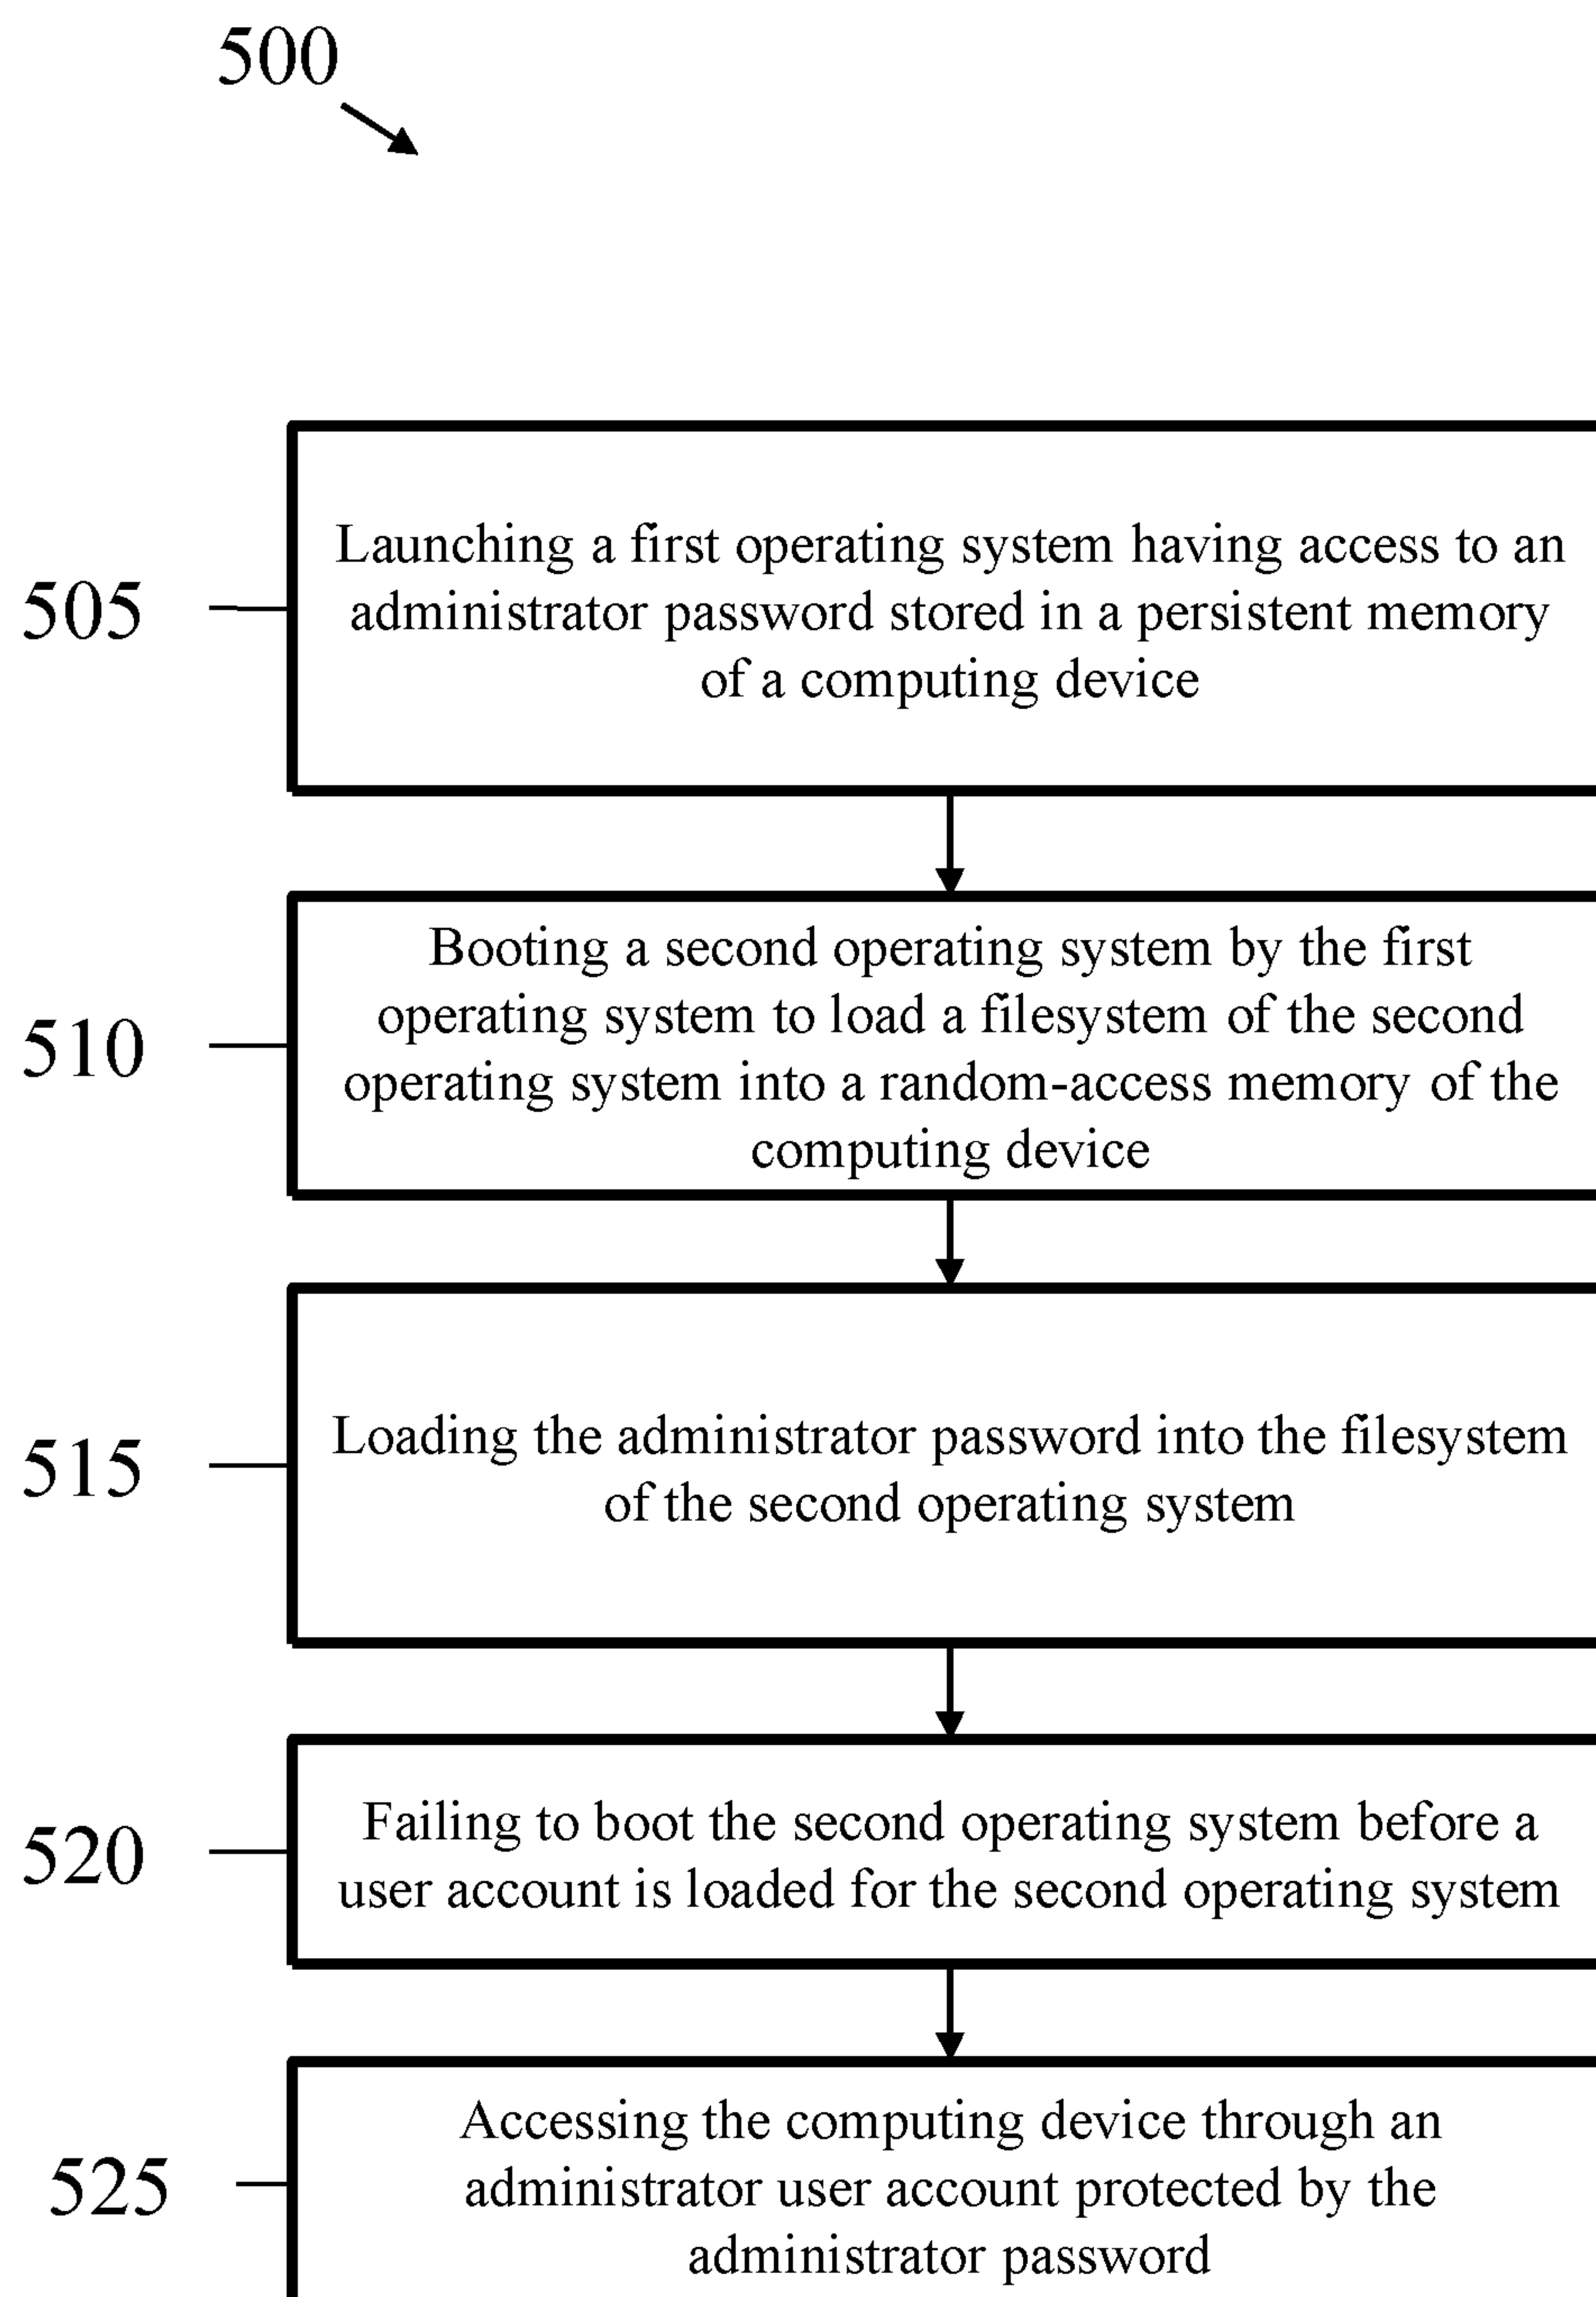 500
505
Launching a first operating system having access to an
administrator password stored in a persistent memory
of a computing device
510
Booting a second operating system by the first
operating system to load a filesystem of the second
operating system into a random-access memory of the
computing device
515
Loading the administrator password into the filesystem
of the second operating system
520
Failing to boot the second operating system before a
user account is loaded for the second operating system
525
Accessing the computing device through an
administrator user account protected by the
administrator password